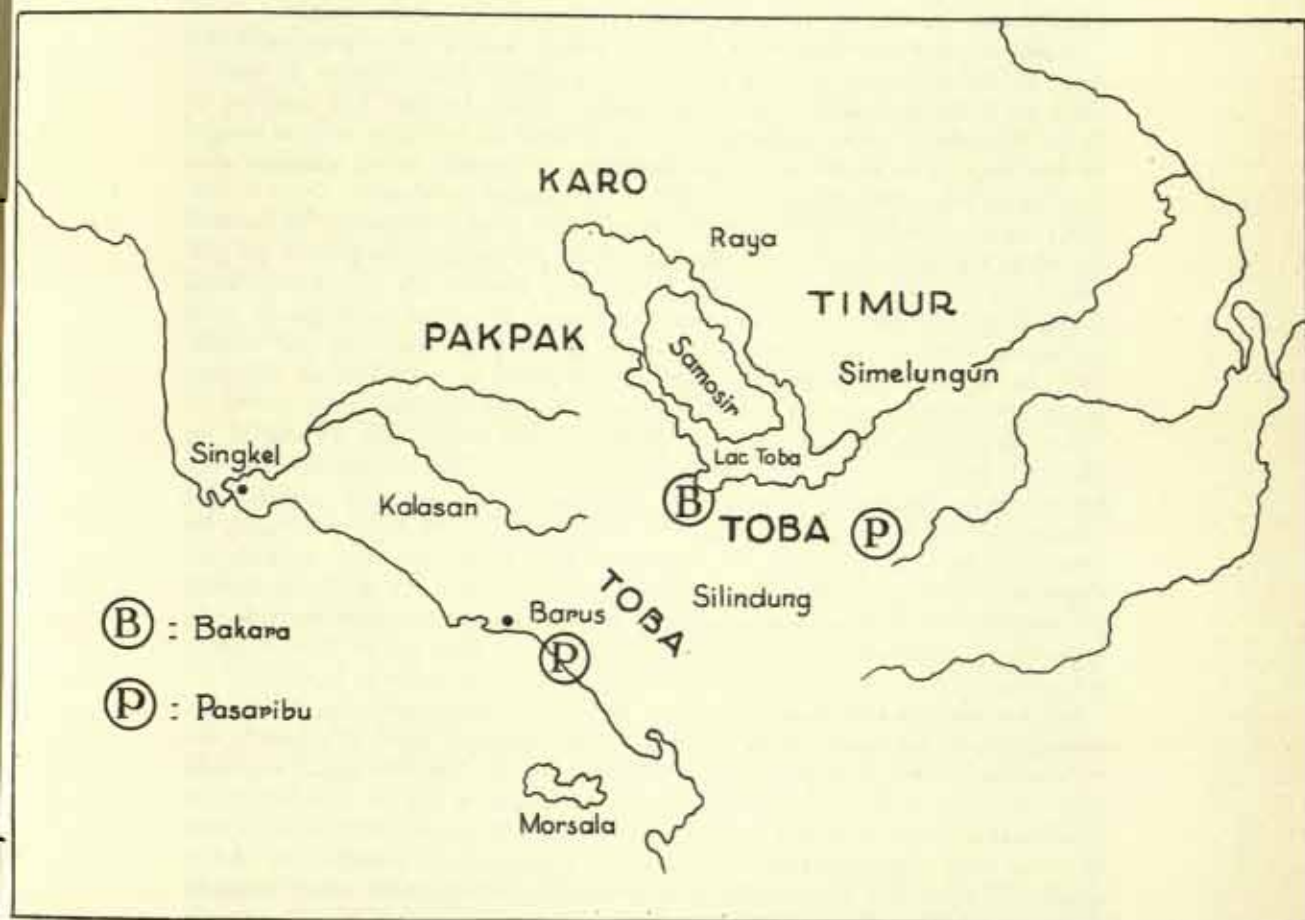 KARO
Raya
TIMUR
PAKPAK
Samosir
Simelungun
Singkel
Lac Toba
Kalasan
B
TOBA
P
TOBA
Silindung
Barus
B : Bakara
P
P : Pasaribu
Morsala